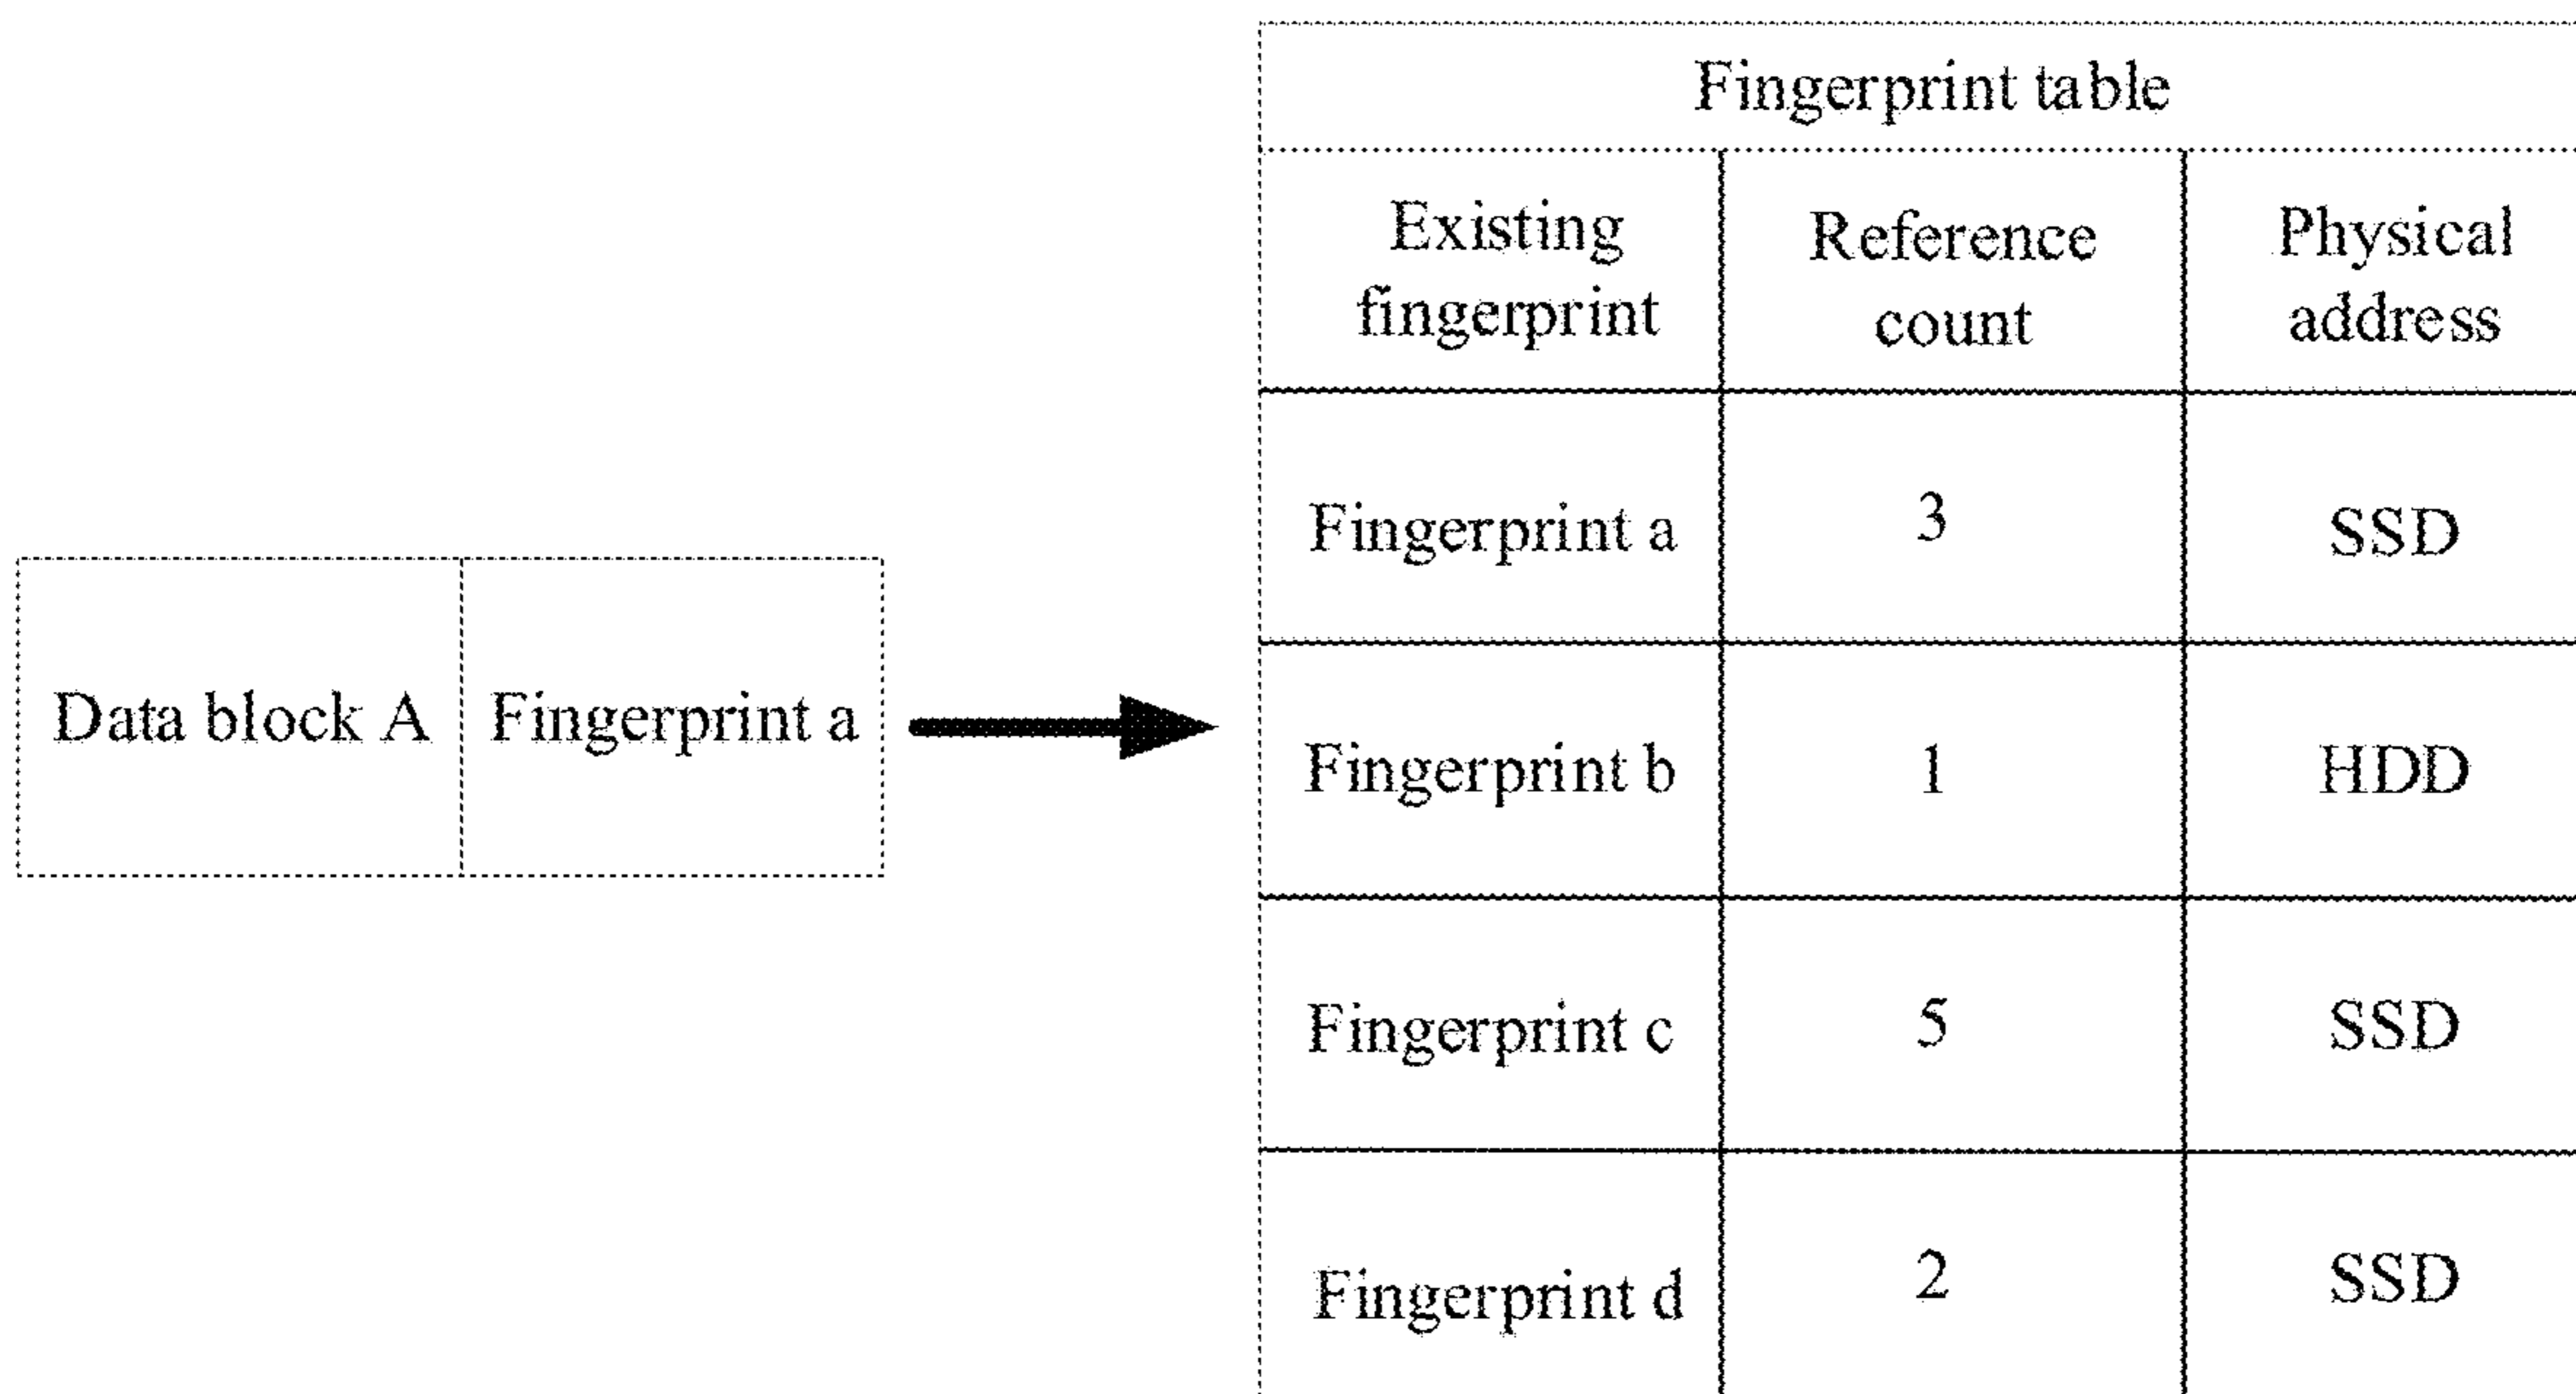 Fingerprint table
Existing
fingerprint
Reference
count
Physical
address
Fingerprint a
3
SSD
Data block A
Fingerprint a
Fingerprint b
1
HDD
Fingerprint c
5
SSD
Fingerprint d
2
SSD